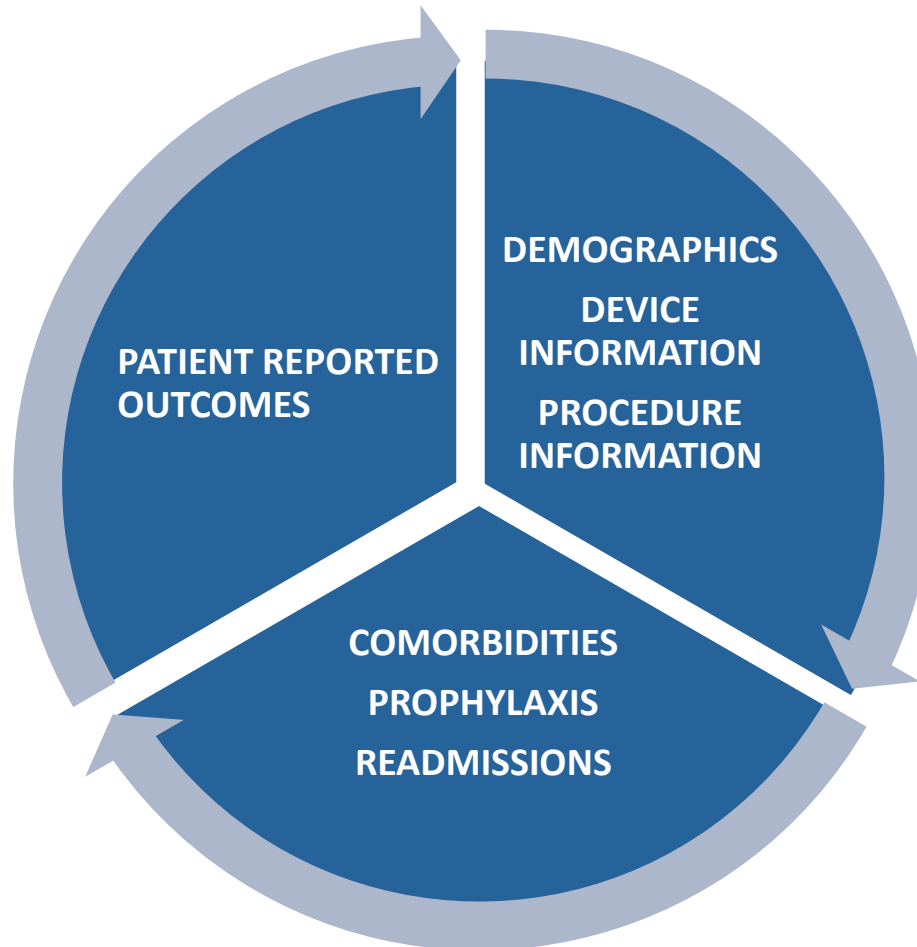 DEMOGRAPHICS
DEVICE
INFORMATION
PROCEDURE
INFORMATION
PATIENT REPORTED
OUTCOMES
COMORBIDITIES
PROPHYLAXIS
READMISSIONS